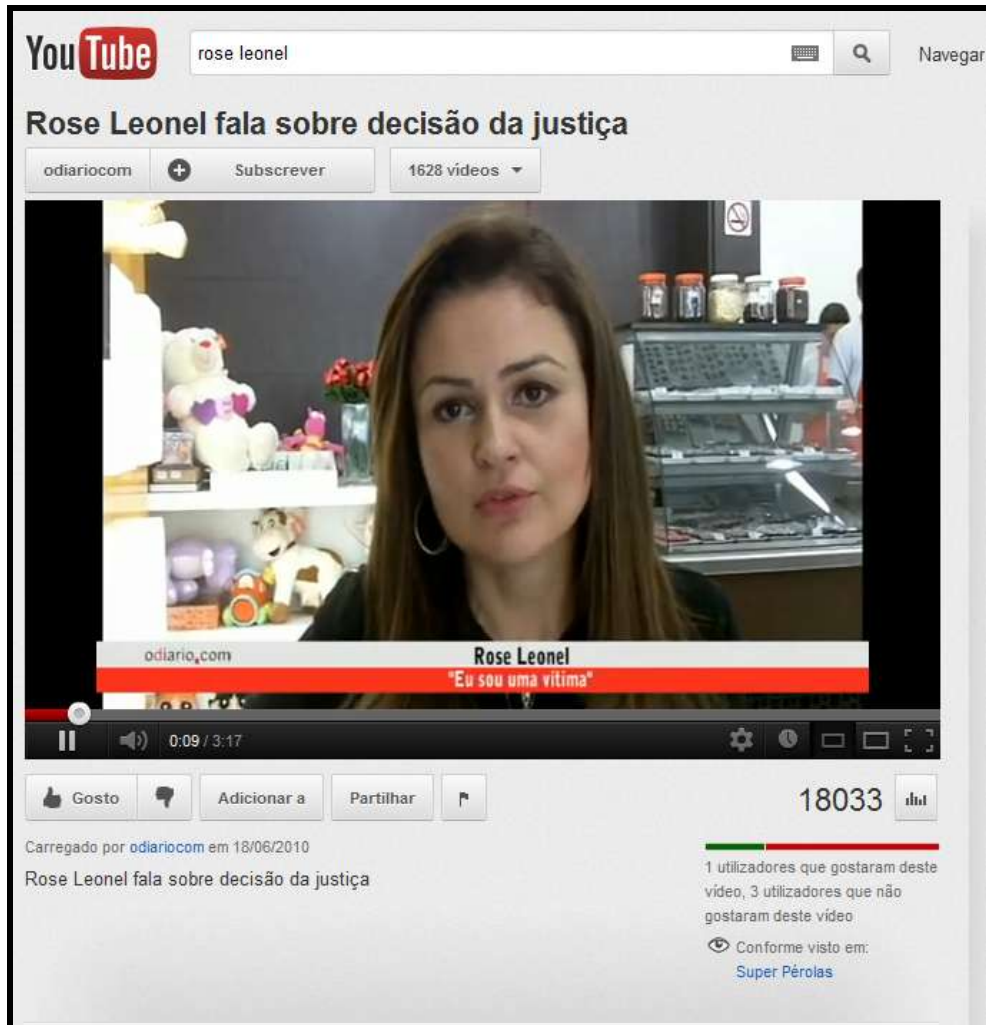 YouTube
rose leonel
Navegar
Rose Leonel fala sobre decisão da justiça
odiariocom
Subscrever
1628 vídeos
odiario.com
Rose Leonel
"Eu sou uma vítima"
0:09 / 3:17
Gosto
Adicionar a
Partilhar
18033
Carregado por odiariocom em 18/06/2010
Rose Leonel fala sobre decisão da justiça
1 utilizadores que gostaram deste
vídeo, 3 utilizadores que não
gostaram deste vídeo
Conforme visto em:
Super Pérolas